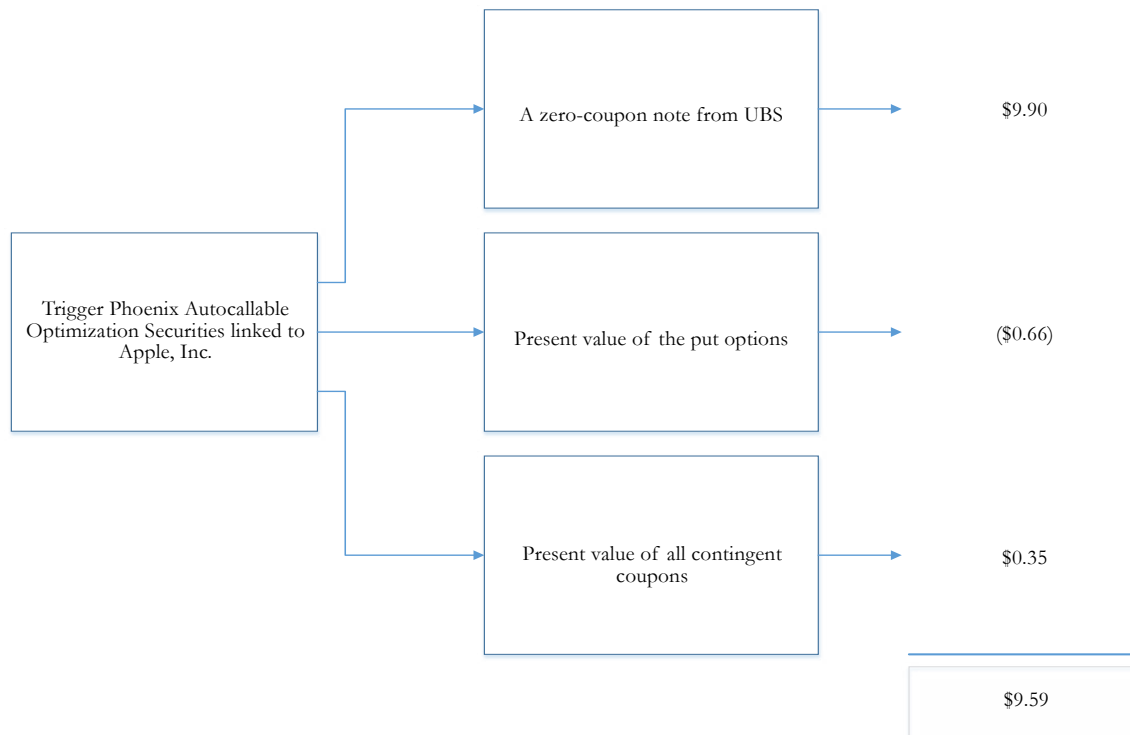 A zero-coupon note from UBS
$9.90
Trigger Phoenix Autocallable
Optimization Securities linked to
Apple, Inc.
Present value of the put options
($0.66)
Present value of all contingent
coupons
$0.35
$9.59